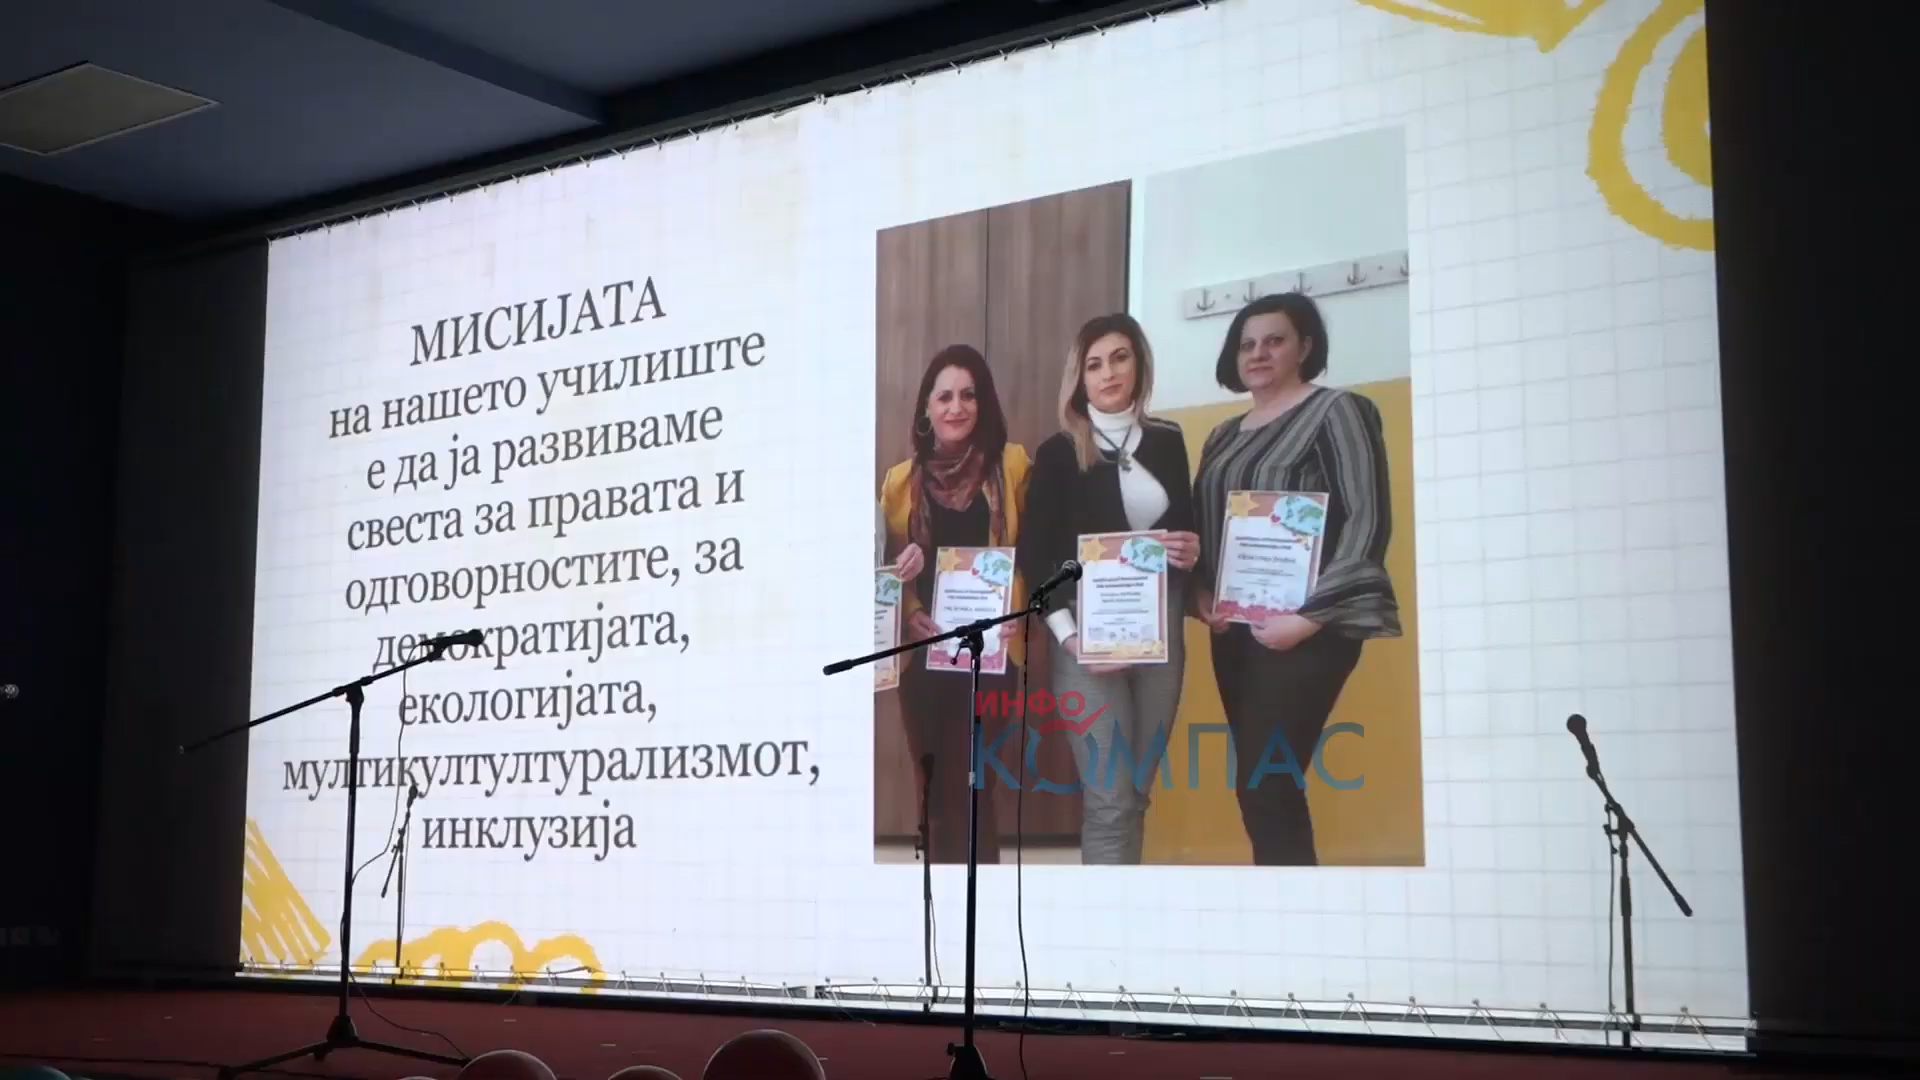 МИСИЈАТА
на нашето училиште
е да ја развиваме
свеста за правата и
одговорностите, за
демократијата,
екологијата,
мултикултултурализмот,
инклузија
ИНФО
КОМПАС